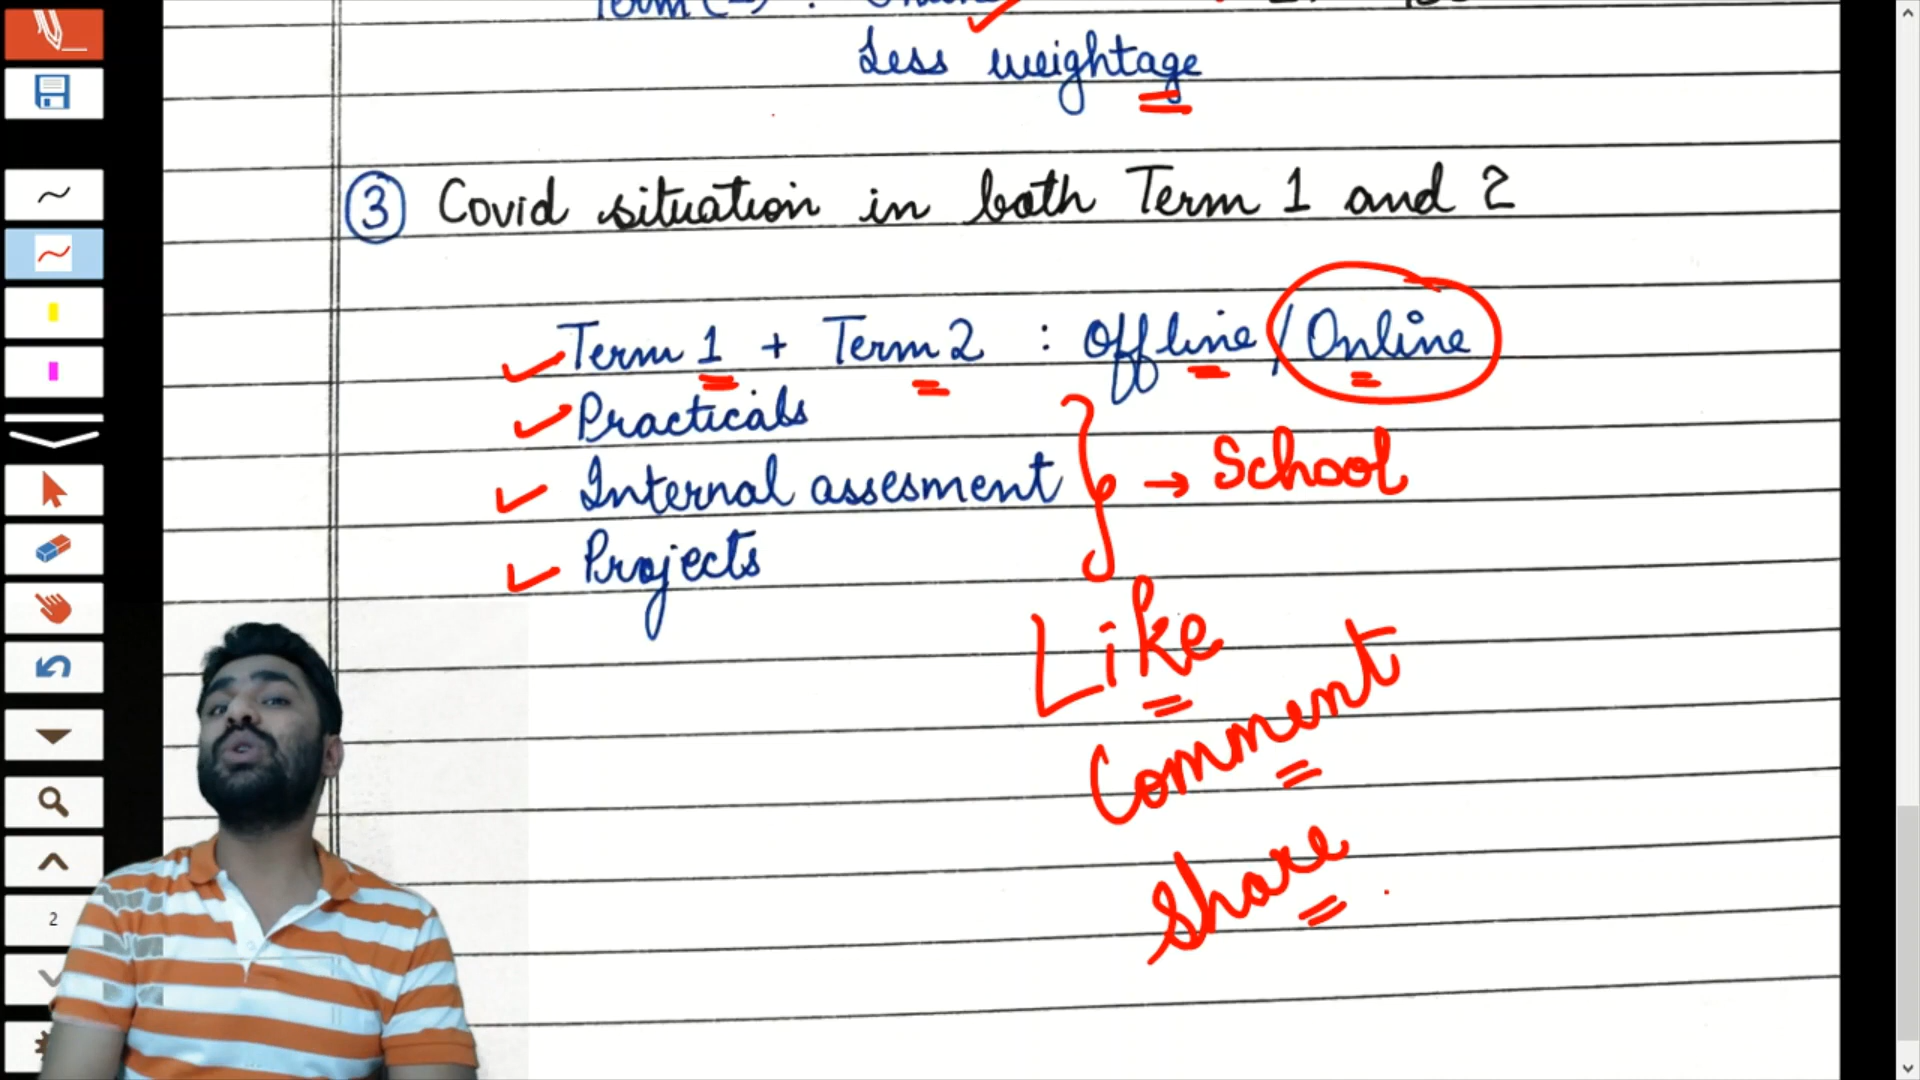 Less weightage
3 Covid situation in both Term 1 and 2
Term 1 + Term 2 : Offline / Online
Practicals
Internal assesment → School
Projects
Like
Comment
Share
2